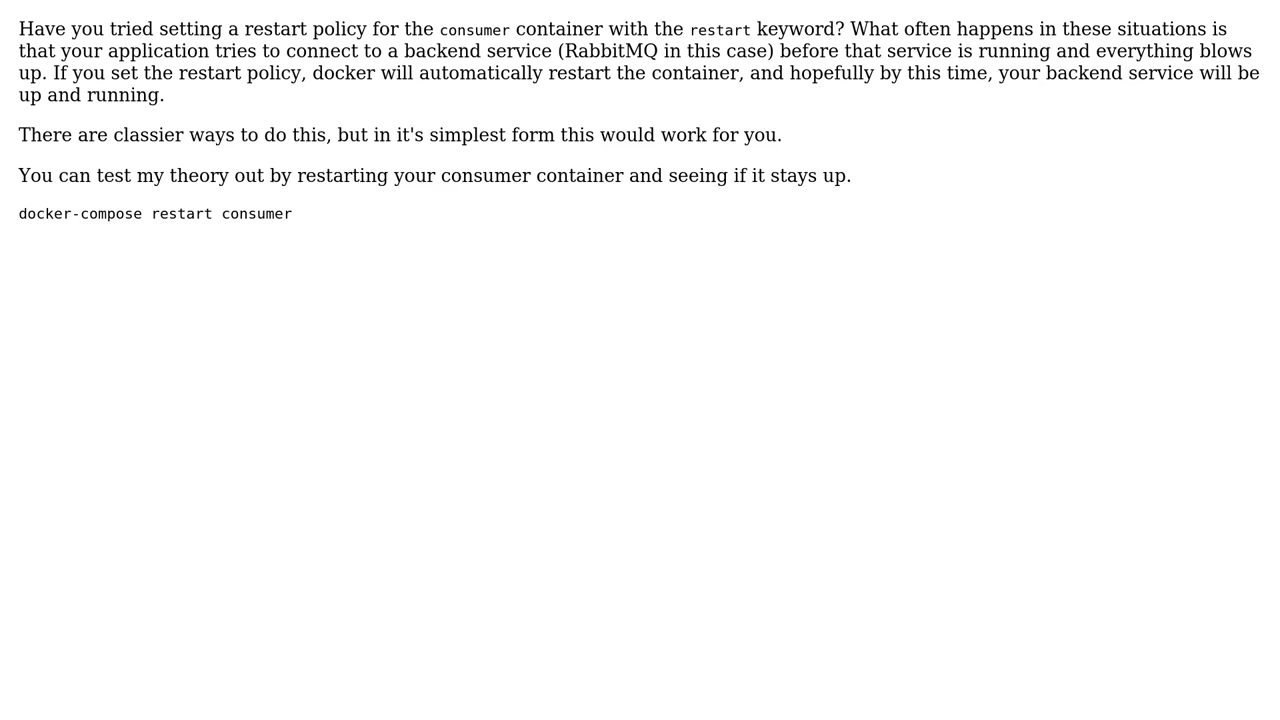 Have you tried setting a restart policy for the consumer container with the restart keyword? What often happens in these situations is
that your application tries to connect to a backend service (RabbitMQ in this case) before that service is running and everything blows
up. If you set the restart policy, docker will automatically restart the container, and hopefully by this time, your backend service will be
up and running.
There are classier ways to do this, but in it's simplest form this would work for you.
You can test my theory out by restarting your consumer container and seeing if it stays up.
docker-compose restart consumer